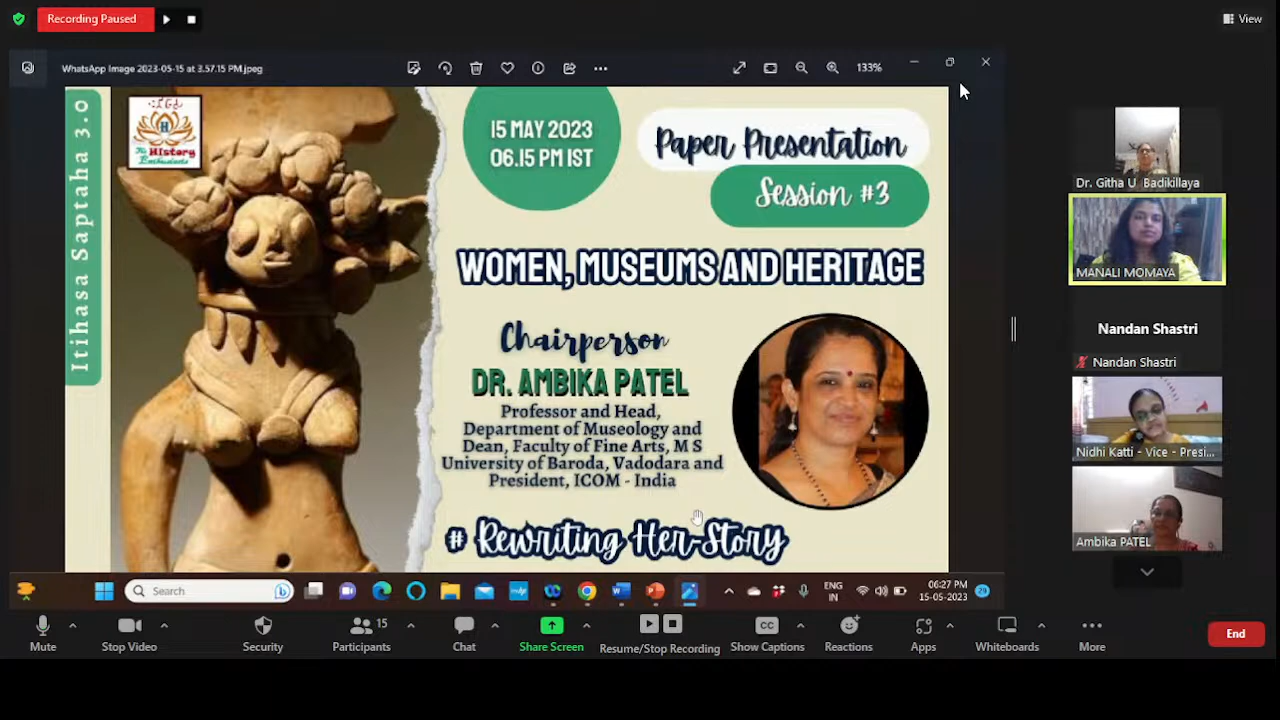 Recording Paused
View
WhatsApp Image 2023-05-15 at 3.57.15 PM.jpeg
133%
Itihasa Saptaha 3.0
The History
Enthusiasts
15 MAY 2023
06.15 PM IST
Paper Presentation
Session #3
WOMEN, MUSEUMS AND HERITAGE
Chairperson
DR. AMBIKA PATEL
Professor and Head,
Department of Museology and
Dean, Faculty of Fine Arts, M S
University of Baroda, Vadodara and
President, ICOM - India
# Rewriting Her-Story
Dr. Githa U Badikillaya
MANALI MOMAYA
Nandan Shastri
Nandan Shastri
Nidhi Katti - Vice - Presi...
Ambika PATEL
Search
ENG
IN
06:27 PM
15-05-2023
Mute
Stop Video
Security
15
Participants
Chat
Share Screen
Resume/Stop Recording
CC
Show Captions
Reactions
Apps
Whiteboards
More
End